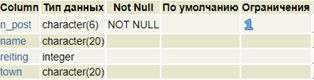 Column Тип данных Not Null По умолчанию Ограничения
n_post character(6) NOT NULL 1
name character(20)
reiting integer
town character(20)